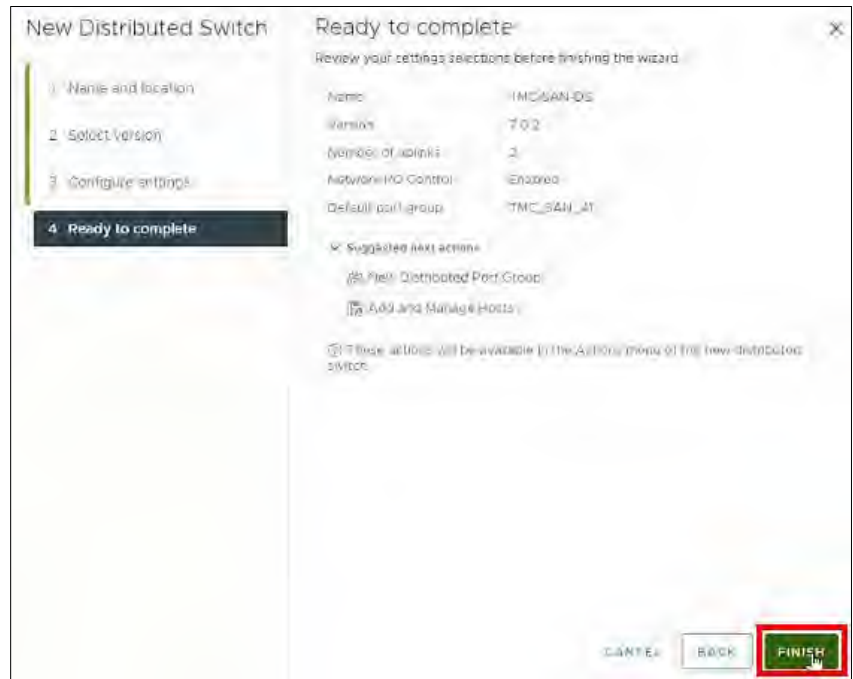 New Distributed Switch
1 Name and location
2 Select version
3 Configure settings
4 Ready to complete
Ready to complete
Review your settings selections before finishing the wizard.
Name TMC-SAN-DS
Version 7.0.2
Number of uplinks 2
Network I/O Control Enabled
Default port group TMC_SAN_41
Suggested next actions
New Distributed Port Group
Add and Manage Hosts
These actions will be available in the Actions menu of the new distributed
switch.
CANCEL BACK FINISH